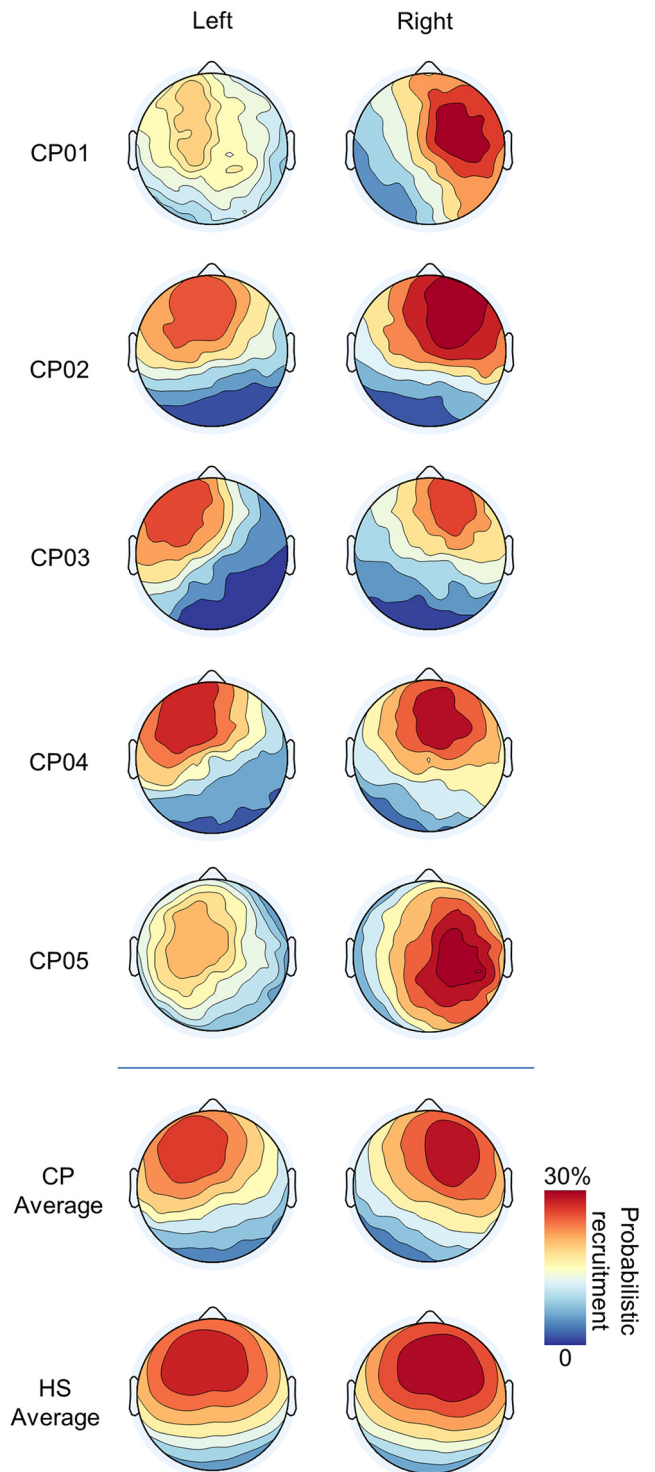 Left Right
CP01
CP02
CP03
CP04
CP05
CP
Average
30%
Probabilistic
recruitment
0
HS
Average